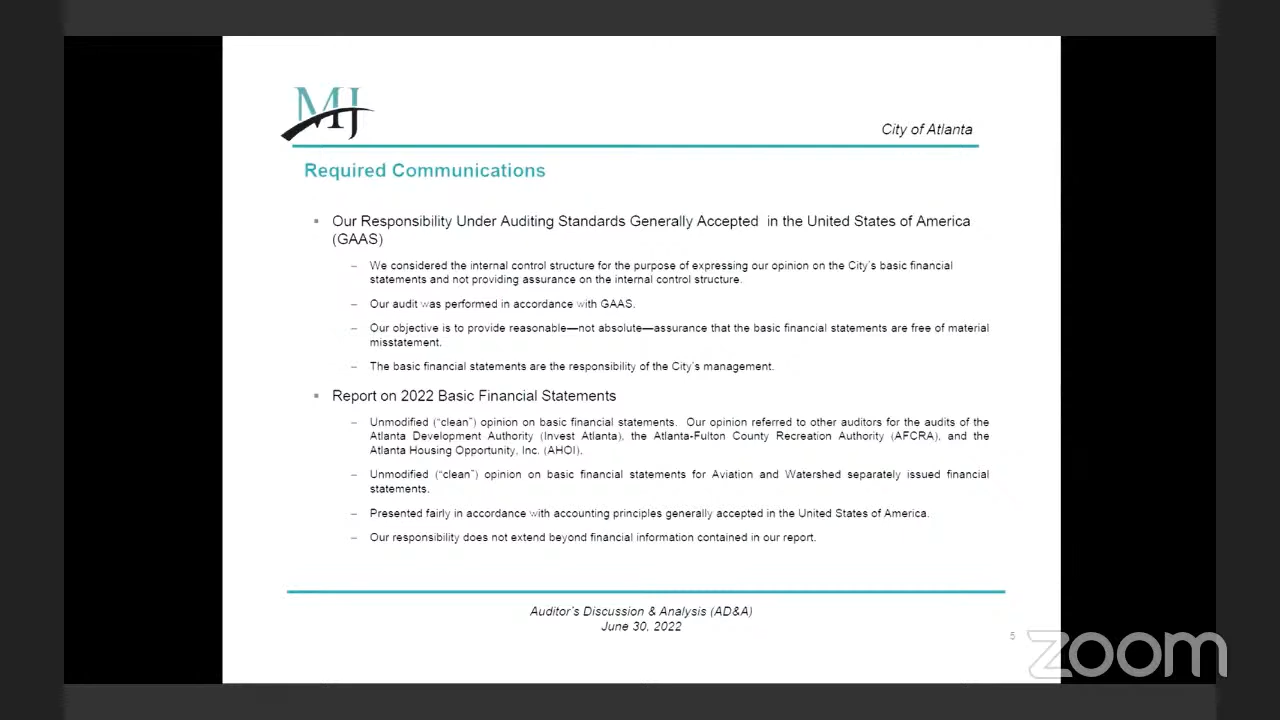 MJ
City of Atlanta
Required Communications
▪ Our Responsibility Under Auditing Standards Generally Accepted in the United States of America
(GAAS)
– We considered the internal control structure for the purpose of expressing our opinion on the City's basic financial
statements and not providing assurance on the internal control structure.
– Our audit was performed in accordance with GAAS.
– Our objective is to provide reasonable—not absolute—assurance that the basic financial statements are free of material
misstatement.
– The basic financial statements are the responsibility of the City's management.
▪ Report on 2022 Basic Financial Statements
– Unmodified (“clean”) opinion on basic financial statements. Our opinion referred to other auditors for the audits of the
Atlanta Development Authority (Invest Atlanta), the Atlanta-Fulton County Recreation Authority (AFCRA), and the
Atlanta Housing Opportunity, Inc. (AHOI).
– Unmodified (“clean”) opinion on basic financial statements for Aviation and Watershed separately issued financial
statements.
– Presented fairly in accordance with accounting principles generally accepted in the United States of America.
– Our responsibility does not extend beyond financial information contained in our report.
Auditor's Discussion & Analysis (AD&A)
June 30, 2022
5
zoom